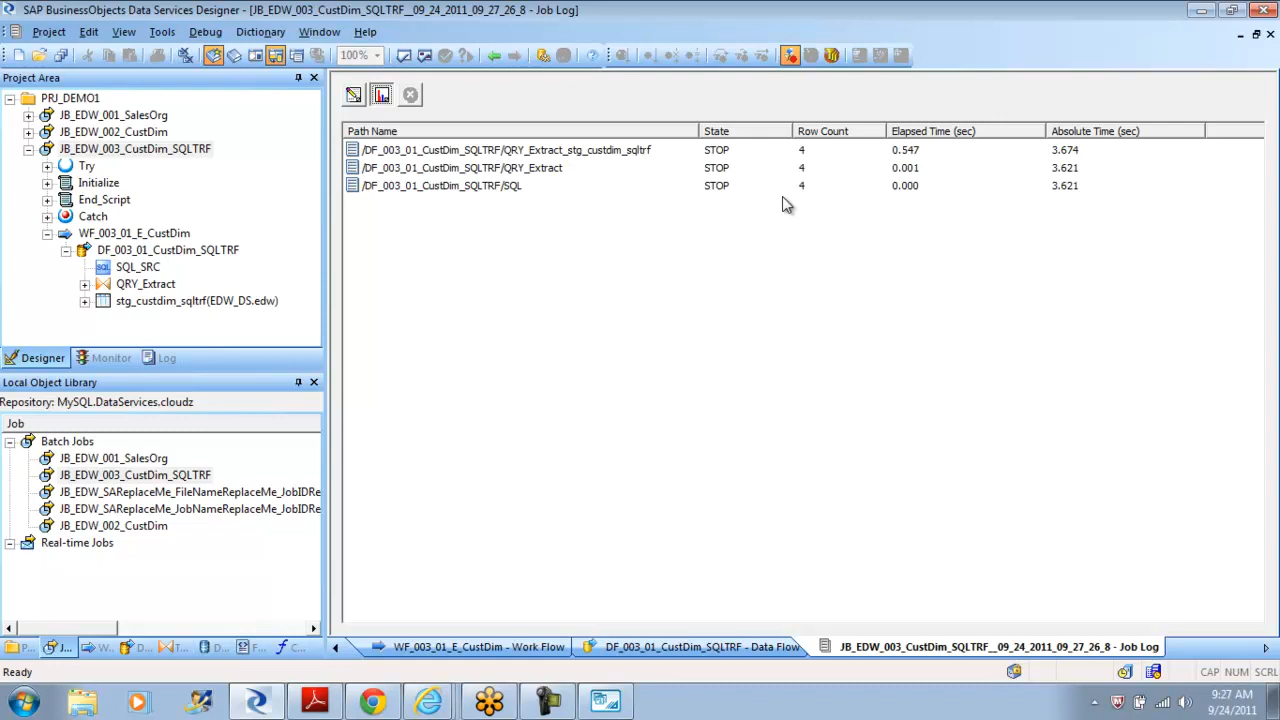 SAP BusinessObjects Data Services Designer - [JB_EDW_003_CustDim_SQLTRF__09_24_2011_09_27_26_8 - Job Log]
Project Edit View Tools Debug Dictionary Window Help
100%
Project Area
PRJ_DEMO1
JB_EDW_001_SalesOrg
JB_EDW_002_CustDim
JB_EDW_003_CustDim_SQLTRF
Try
Initialize
End_Script
Catch
WF_003_01_E_CustDim
DF_003_01_CustDim_SQLTRF
SQL_SRC
QRY_Extract
stg_custdim_sqltrf(EDW_DS.edw)
Designer Monitor Log
Local Object Library
Repository: MySQL.DataServices.cloudz
Job
Batch Jobs
JB_EDW_001_SalesOrg
JB_EDW_003_CustDim_SQLTRF
JB_EDW_SAReplaceMe_FileNameReplaceMe_JobIDRe
JB_EDW_SAReplaceMe_JobNameReplaceMe_JobIDRe
JB_EDW_002_CustDim
Real-time Jobs
P... J... W... D... T... D... F... C...
Path Name State Row Count Elapsed Time (sec) Absolute Time (sec)
/DF_003_01_CustDim_SQLTRF/QRY_Extract_stg_custdim_sqltrf STOP 4 0.547 3.674
/DF_003_01_CustDim_SQLTRF/QRY_Extract STOP 4 0.001 3.621
/DF_003_01_CustDim_SQLTRF/SQL STOP 4 0.000 3.621
WF_003_01_E_CustDim - Work Flow DF_003_01_CustDim_SQLTRF - Data Flow JB_EDW_003_CustDim_SQLTRF__09_24_2011_09_27_26_8 - Job Log
Ready CAP NUM SCRL
9:27 AM
9/24/2011